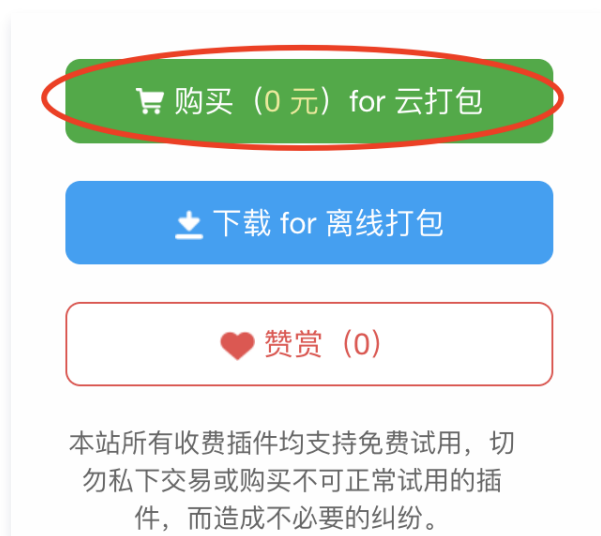 购买（0 元）for 云打包
下载 for 离线打包
赞赏（0）
本站所有收费插件均支持免费试用，切
勿私下交易或购买不可正常试用的插
件，而造成不必要的纠纷。